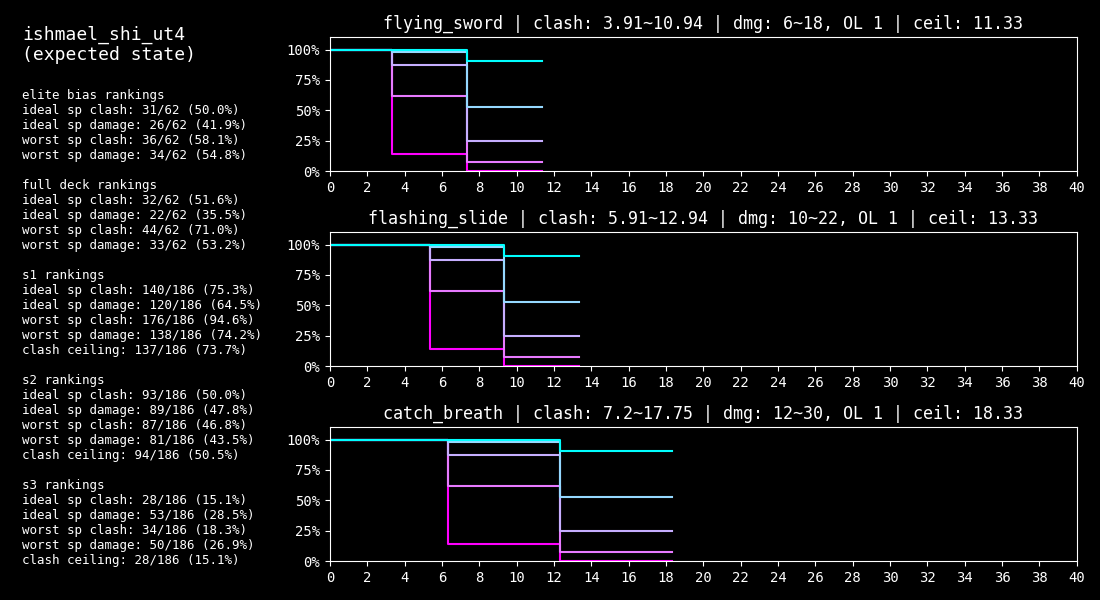 ishmael_shi_ut4
(expected state)
elite bias rankings
ideal sp clash: 31/62 (50.0%)
ideal sp damage: 26/62 (41.9%)
worst sp clash: 36/62 (58.1%)
worst sp damage: 34/62 (54.8%)
full deck rankings
ideal sp clash: 32/62 (51.6%)
ideal sp damage: 22/62 (35.5%)
worst sp clash: 44/62 (71.0%)
worst sp damage: 33/62 (53.2%)
s1 rankings
ideal sp clash: 140/186 (75.3%)
ideal sp damage: 120/186 (64.5%)
worst sp clash: 176/186 (94.6%)
worst sp damage: 138/186 (74.2%)
clash ceiling: 137/186 (73.7%)
s2 rankings
ideal sp clash: 93/186 (50.0%)
ideal sp damage: 89/186 (47.8%)
worst sp clash: 87/186 (46.8%)
worst sp damage: 81/186 (43.5%)
clash ceiling: 94/186 (50.5%)
s3 rankings
ideal sp clash: 28/186 (15.1%)
ideal sp damage: 53/186 (28.5%)
worst sp clash: 34/186 (18.3%)
worst sp damage: 50/186 (26.9%)
clash ceiling: 28/186 (15.1%)
flying_sword | clash: 3.91~10.94 | dmg: 6~18, OL 1 | ceil: 11.33
100%
75%
50%
25%
0%
0 2 4 6 8 10 12 14 16 18 20 22 24 26 28 30 32 34 36 38 40
flashing_slide | clash: 5.91~12.94 | dmg: 10~22, OL 1 | ceil: 13.33
100%
75%
50%
25%
0%
0 2 4 6 8 10 12 14 16 18 20 22 24 26 28 30 32 34 36 38 40
catch_breath | clash: 7.2~17.75 | dmg: 12~30, OL 1 | ceil: 18.33
100%
75%
50%
25%
0%
0 2 4 6 8 10 12 14 16 18 20 22 24 26 28 30 32 34 36 38 40